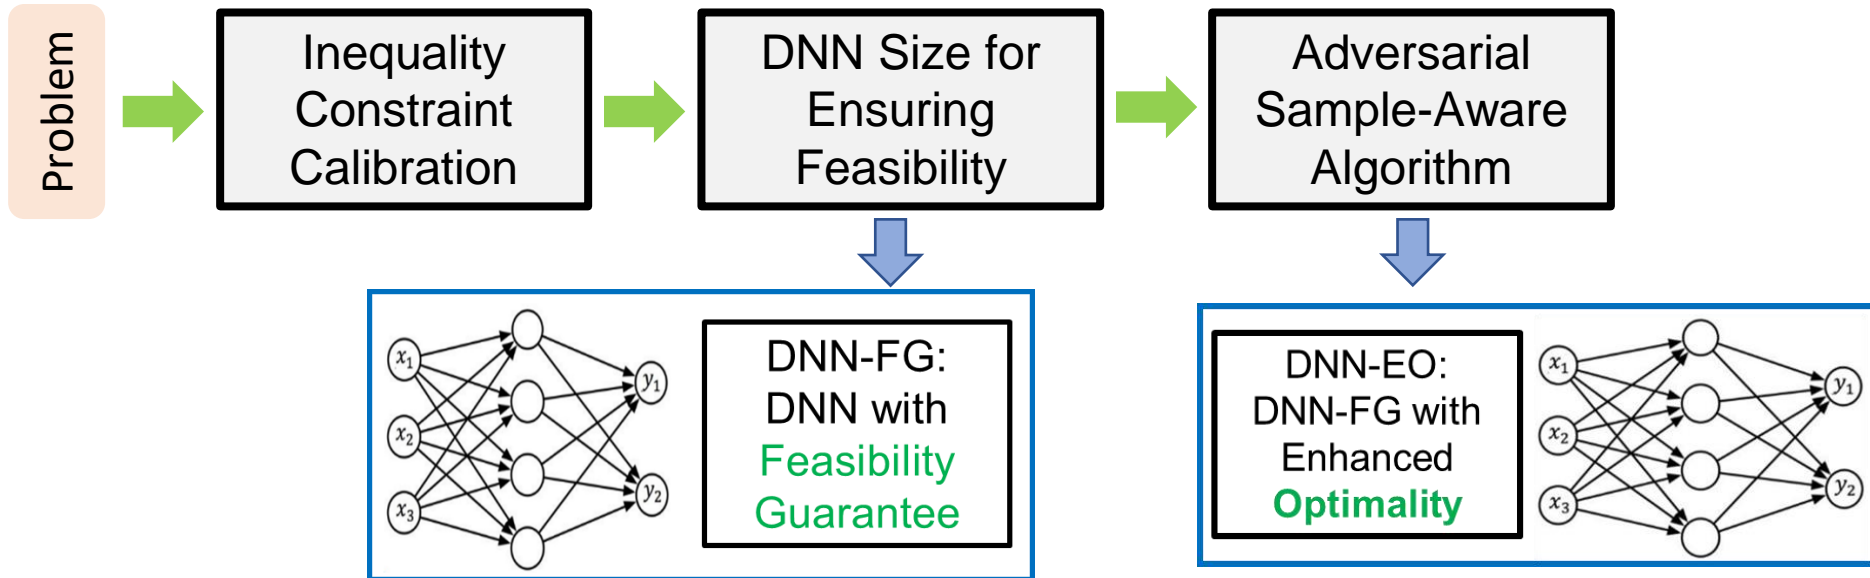 Problem
Inequality
Constraint
Calibration
DNN Size for
Ensuring
Feasibility
Adversarial
Sample-Aware
Algorithm
x₁
x₂
x₃
y₁
y₂
DNN-FG:
DNN with
Feasibility
Guarantee
DNN-EO:
DNN-FG with
Enhanced
Optimality
x₁
x₂
x₃
y₁
y₂